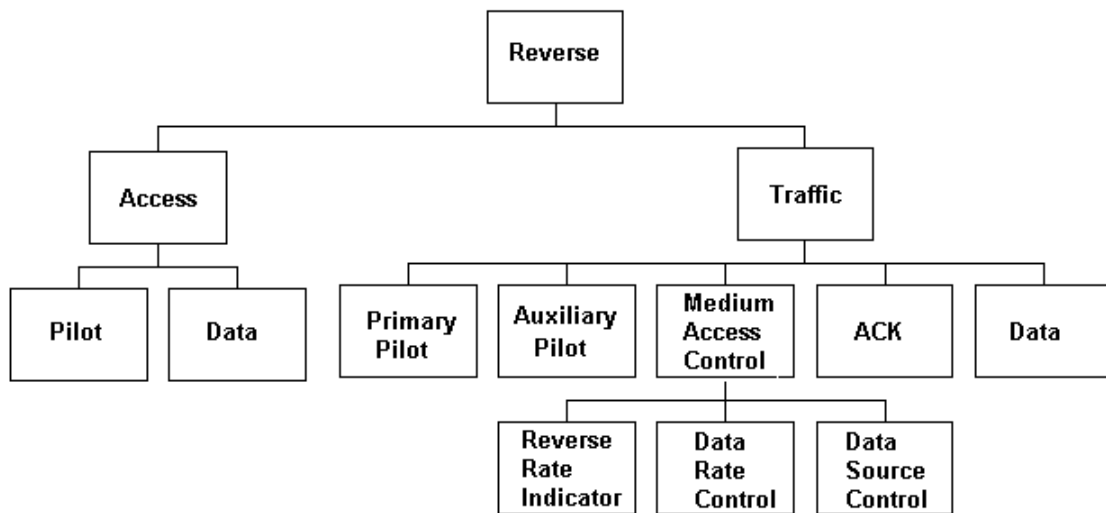 Reverse
Access
Traffic
Pilot
Data
Primary
Pilot
Auxiliary
Pilot
Medium
Access
Control
ACK
Data
Reverse
Rate
Indicator
Data
Rate
Control
Data
Source
Control